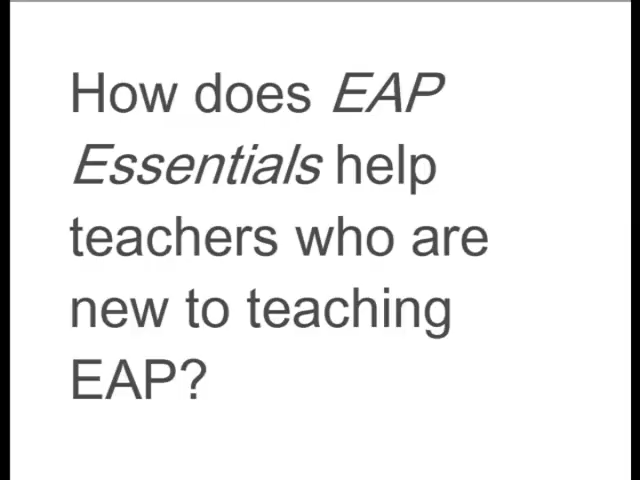 How does EAP
Essentials help
teachers who are
new to teaching
EAP?